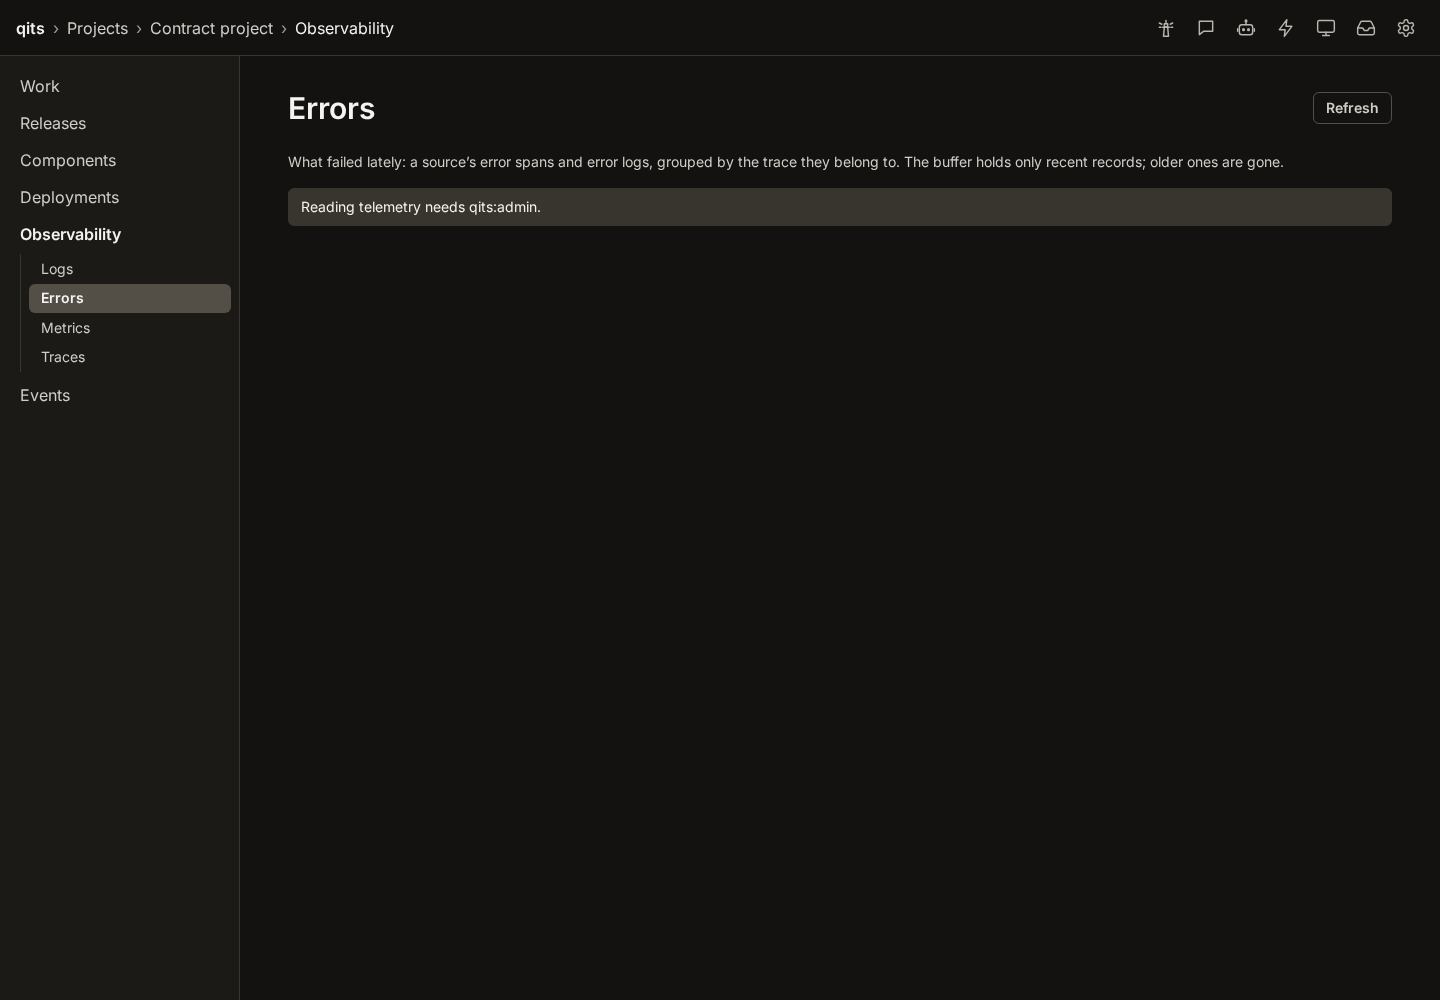 qits › Projects › Contract project › Observability
Work
Releases
Components
Deployments
Observability
Logs
Errors
Metrics
Traces
Events
Errors
Refresh
What failed lately: a source’s error spans and error logs, grouped by the trace they belong to. The buffer holds only recent records; older ones are gone.
Reading telemetry needs qits:admin.